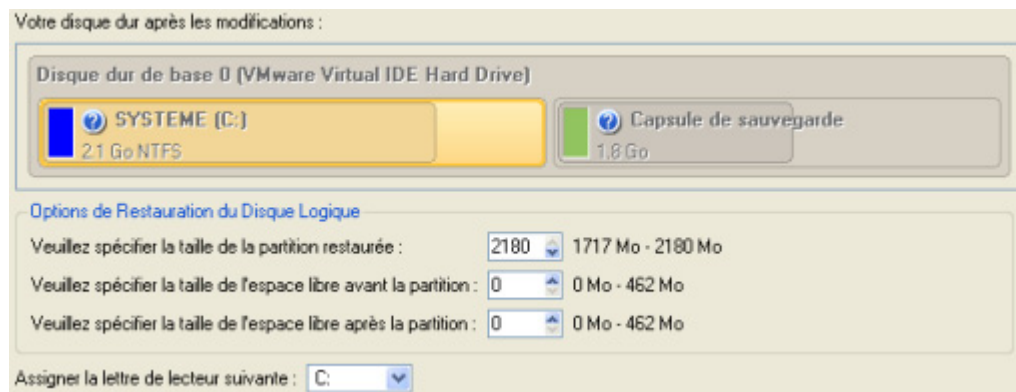 Votre disque dur après les modifications :
Disque dur de base 0 (VMware Virtual IDE Hard Drive)
SYSTEME (C:)
2.1 Go NTFS
Capsule de sauvegarde
1.8 Go
Options de Restauration du Disque Logique
Veuillez spécifier la taille de la partition restaurée : 2180 1717 Mo - 2180 Mo
Veuillez spécifier la taille de l'espace libre avant la partition : 0 0 Mo - 462 Mo
Veuillez spécifier la taille de l'espace libre après la partition : 0 0 Mo - 462 Mo
Assigner la lettre de lecteur suivante : C: